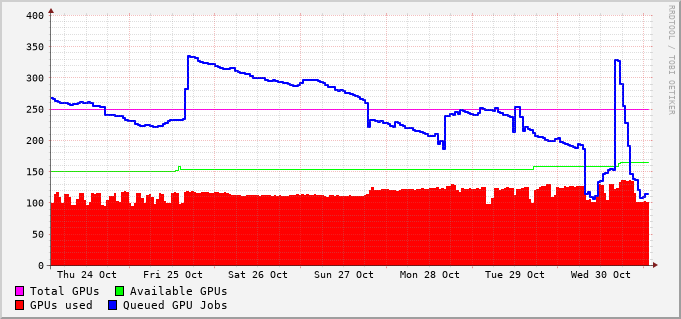 400
350
300
250
200
150
100
50
0
Thu 24 Oct Fri 25 Oct Sat 26 Oct Sun 27 Oct Mon 28 Oct Tue 29 Oct Wed 30 Oct
Total GPUs Available GPUs
GPUs used Queued GPU Jobs
RRDTOOL / TOBI OETIKER